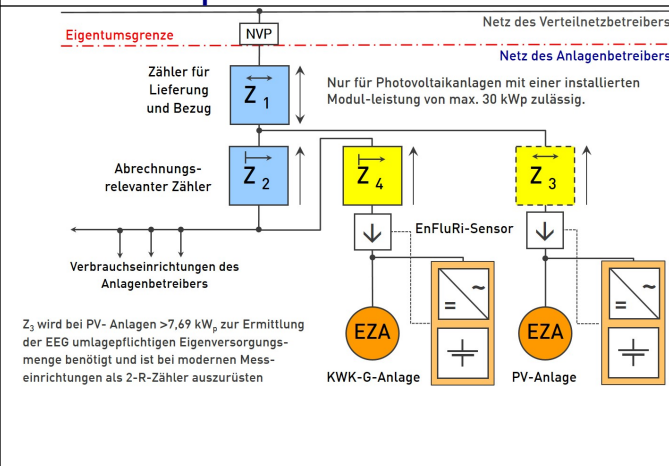 Netz des Verteilnetzbetreibers
Eigentumsgrenze
NVP
Netz des Anlagenbetreibers
Zähler für
Lieferung
und Bezug
Z 1
Nur für Photovoltaikanlagen mit einer installierten
Modul-leistung von max. 30 kWp zulässig.
Abrechnungs-
relevanter Zähler
Z 2
Z 4
Z 3
EnFluRi-Sensor
Verbrauchseinrichtungen des
Anlagenbetreibers
Z3 wird bei PV- Anlagen >7,69 kWp zur Ermittlung
der EEG umlagepflichtigen Eigenversorgungs-
menge benötigt und ist bei modernen Mess-
einrichtungen als 2-R-Zähler auszurüsten
EZA
EZA
KWK-G-Anlage
PV-Anlage